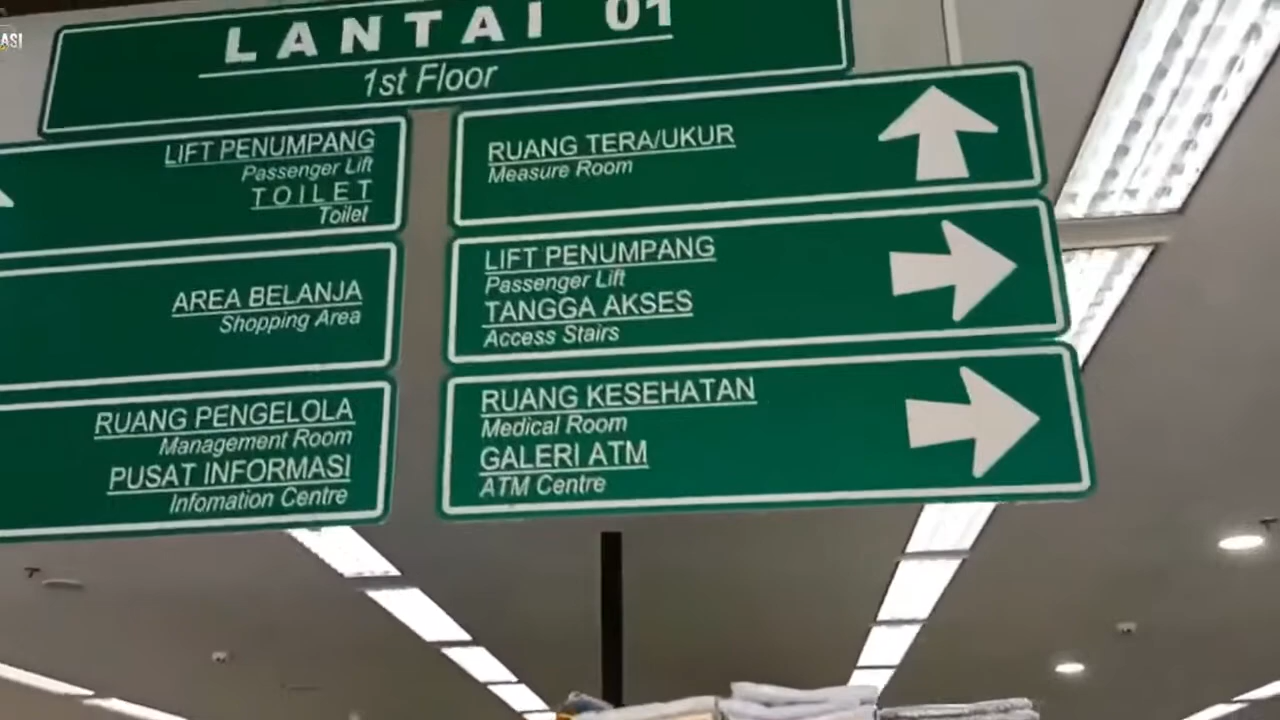 LANTAI 01
1st Floor
LIFT PENUMPANG
Passenger Lift
TOILET
Toilet
AREA BELANJA
Shopping Area
RUANG PENGELOLA
Management Room
PUSAT INFORMASI
Infomation Centre
RUANG TERA/UKUR
Measure Room
LIFT PENUMPANG
Passenger Lift
TANGGA AKSES
Access Stairs
RUANG KESEHATAN
Medical Room
GALERI ATM
ATM Centre